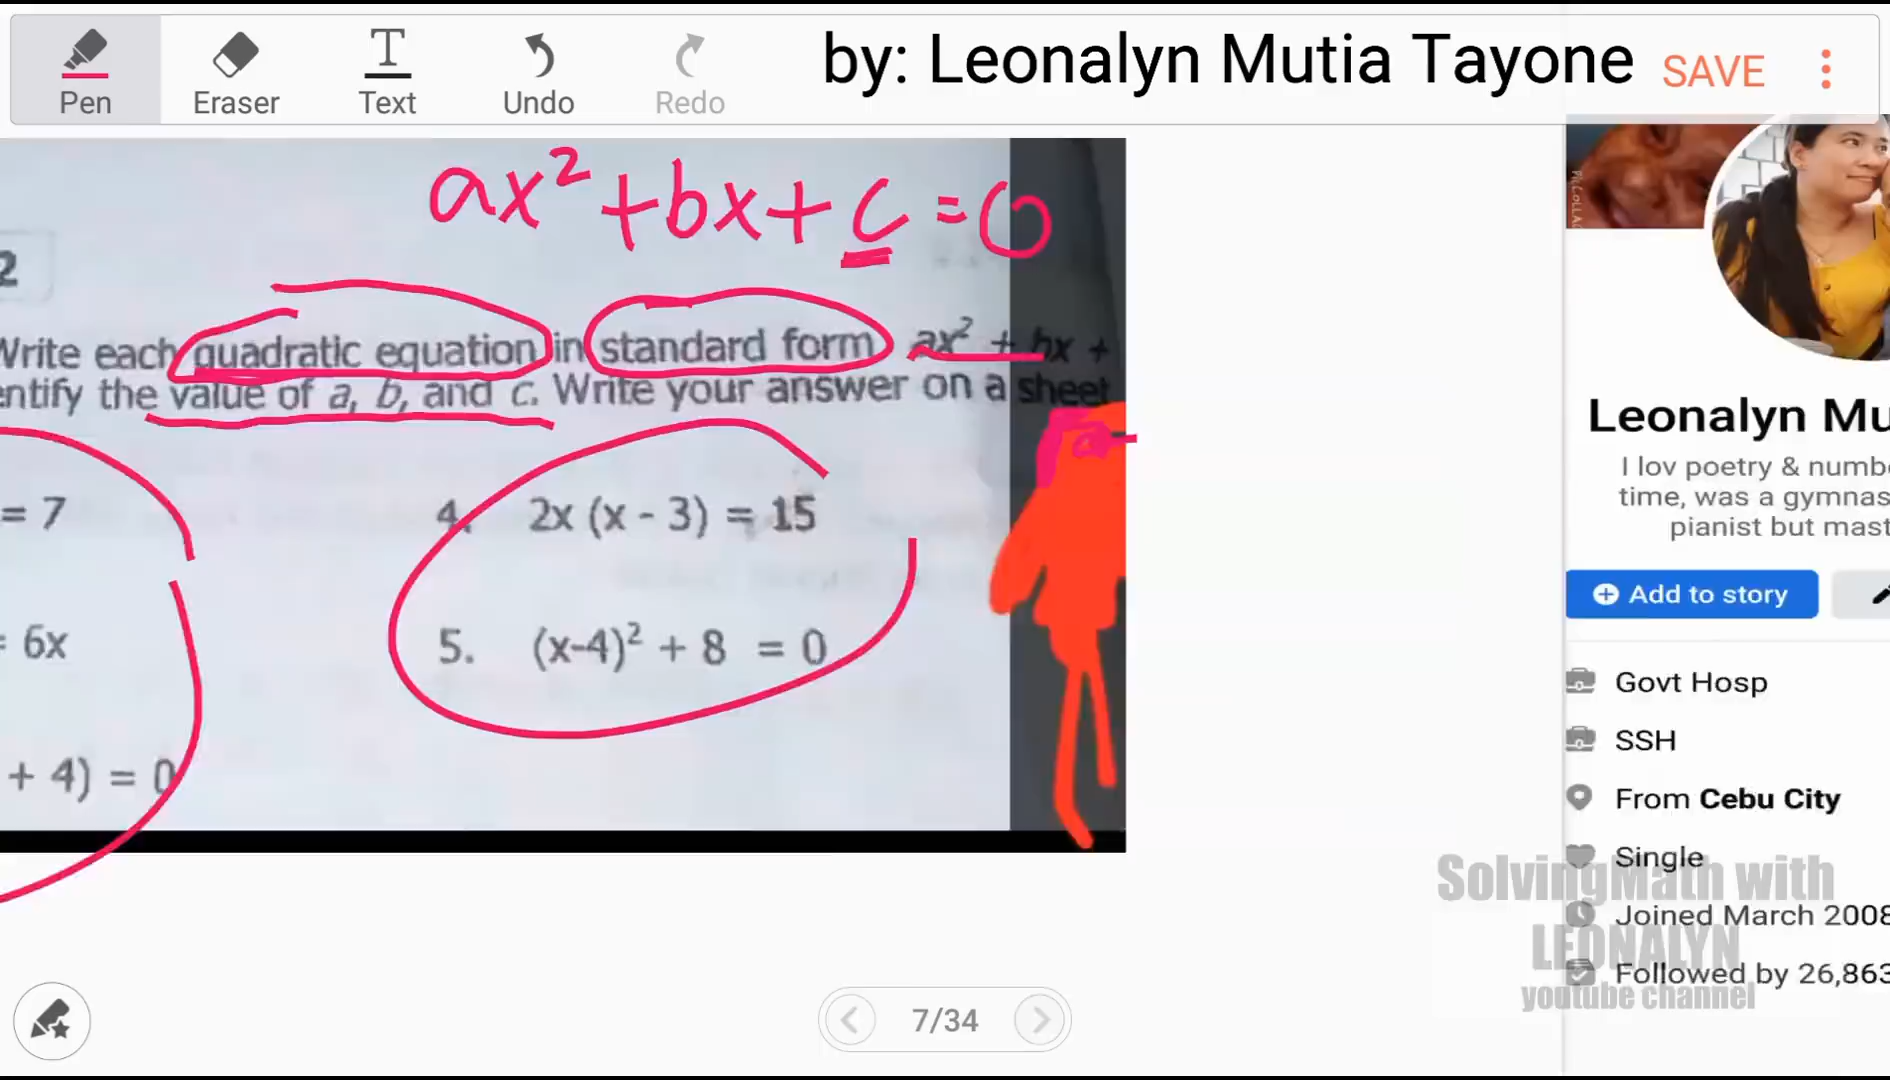 Pen
Eraser
T
Text
Undo
Redo
by: Leonalyn Mutia Tayone
SAVE
ax² + bx + c = 0
2
Write each quadratic equation in standard form ax² + bx +
entify the value of a, b, and c. Write your answer on a sheet
= 7
4. 2x (x - 3) = 15
= 6x
5. (x-4)² + 8 = 0
+ 4) = 0
Leonalyn Mu
I lov poetry & numb
time, was a gymnas
pianist but mast
Add to story
Govt Hosp
SSH
From Cebu City
Single
Joined March 2008
Followed by 26,863
SolvingMath with
LEONALYN
youtube channel
7/34